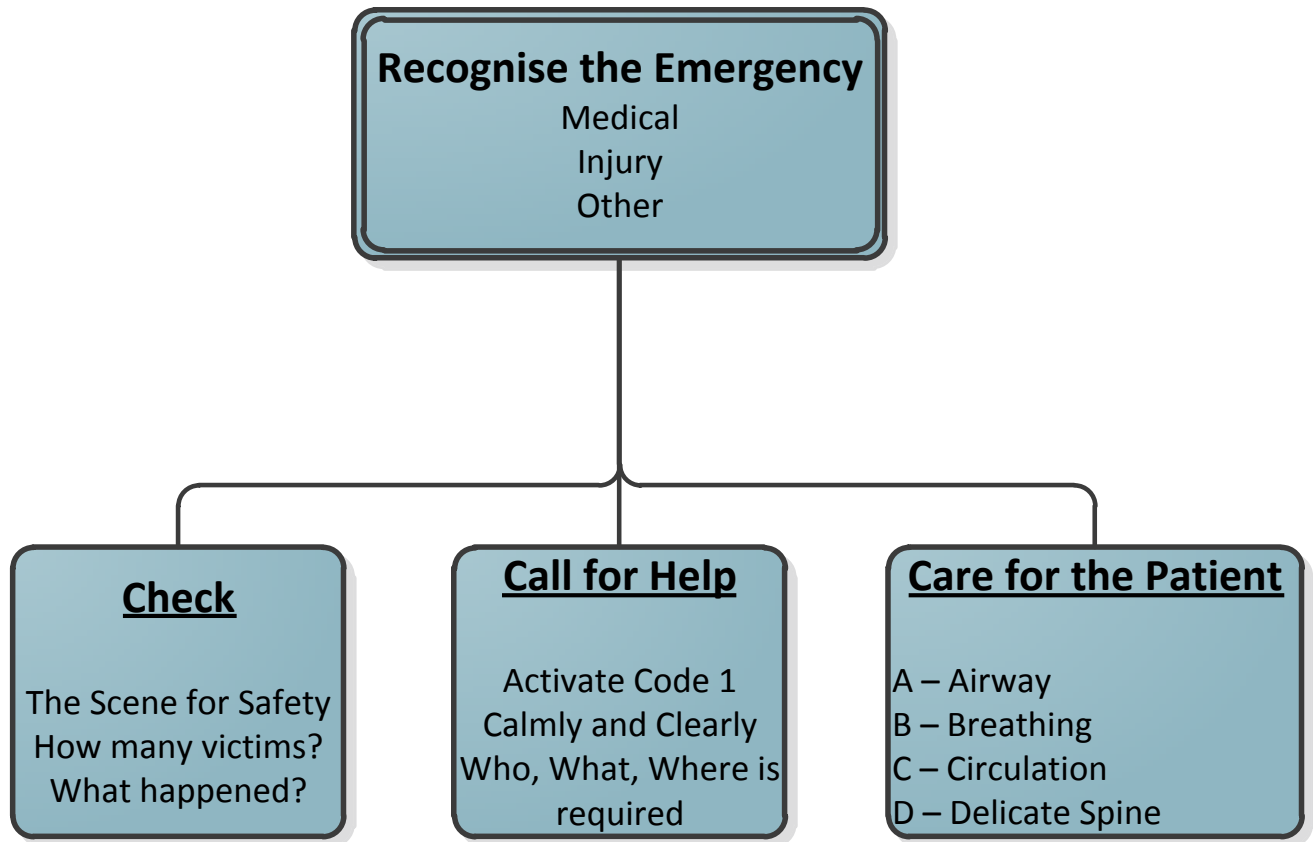 Recognise the Emergency
Medical
Injury
Other
Check
The Scene for Safety
How many victims?
What happened?
Call for Help
Activate Code 1
Calmly and Clearly
Who, What, Where is
required
Care for the Patient
A – Airway
B – Breathing
C – Circulation
D – Delicate Spine